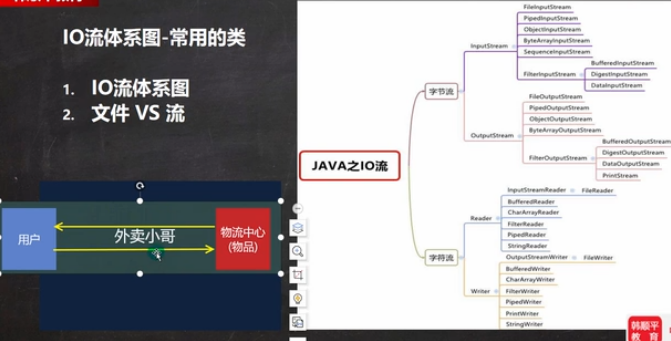 IO流体系图-常用的类
1. IO流体系图
2. 文件 VS 流
用户
外卖小哥
物流中心
(物品)
JAVA之IO流
字节流
InputStream
FileInputStream
PipedInputStream
ObjectInputStream
ByteArrayInputStream
SequenceInputStream
FilterInputStream
BufferedInputStream
DigestInputStream
DataInputStream
OutputStream
FileOutputStream
PipedOutputStream
ObjectOutputStream
ByteArrayOutputStream
FilterOutputStream
BufferedOutputStream
DigestOutputStream
DataOutputStream
PrintStream
字符流
Reader
InputStreamReader
FileReader
BufferedReader
CharArrayReader
FilterReader
PipedReader
StringReader
Writer
OutputStreamWriter
FileWriter
BufferedWriter
CharArrayWriter
FilterWriter
PipedWriter
PrintWriter
StringWriter
韩顺平
教育